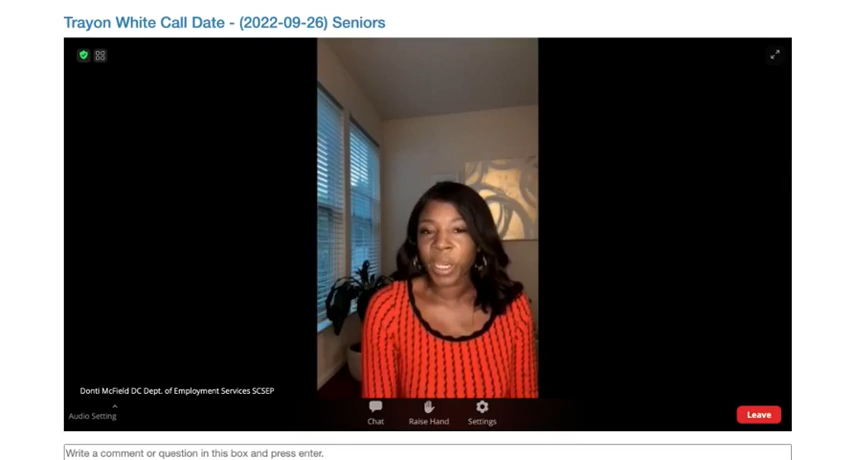 Trayon White Call Date - (2022-09-26) Seniors
Donti McField DC Dept. of Employment Services SCSEP
Audio Setting
Chat
Raise Hand
Settings
Leave
Write a comment or question in this box and press enter.